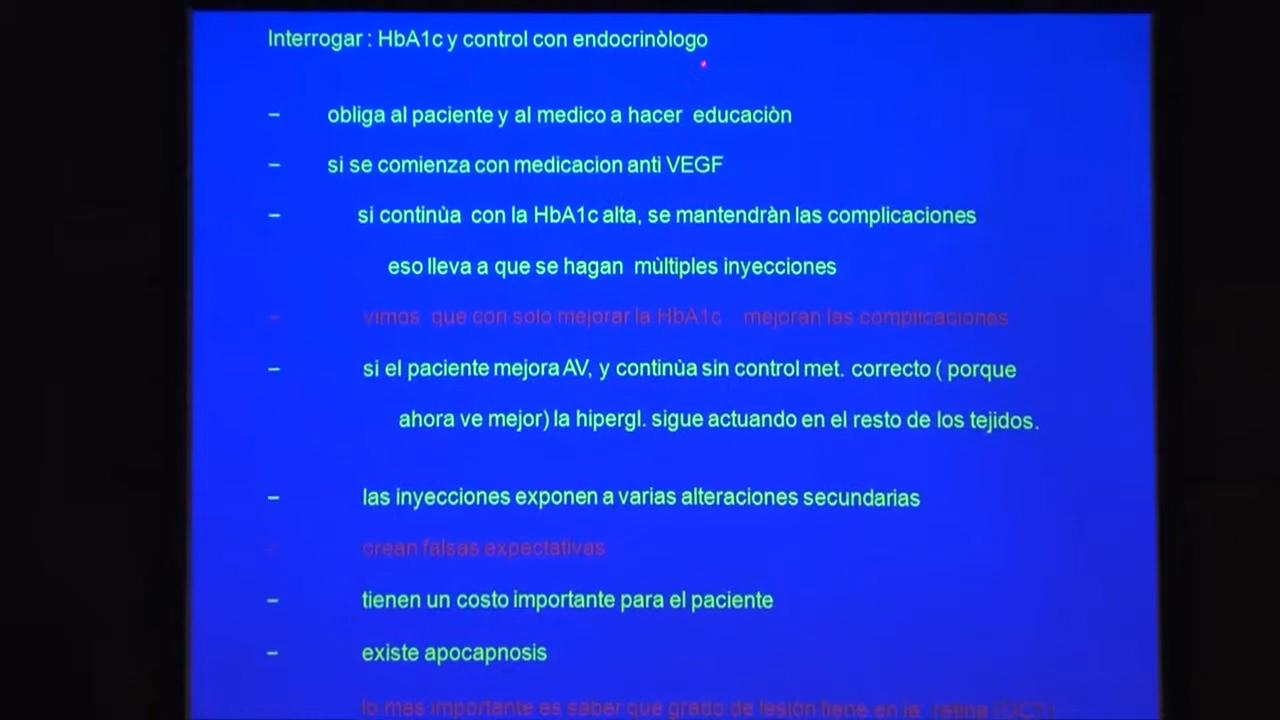 Interrogar : HbA1c y control con endocrinòlogo
– obliga al paciente y al medico a hacer educaciòn
– si se comienza con medicacion anti VEGF
– si continùa con la HbA1c alta, se mantendràn las complicaciones
eso lleva a que se hagan mùltiples inyecciones
– vimos que con solo mejorar la HbA1c , mejoran las complicaciones
– si el paciente mejora AV, y continùa sin control met. correcto ( porque
ahora ve mejor) la hipergl. sigue actuando en el resto de los tejidos.
– las inyecciones exponen a varias alteraciones secundarias
– crean falsas expectativas
– tienen un costo importante para el paciente
– existe apocapnosis
lo mas importante es saber què grado de lesiòn tiene en la retina (OCT)